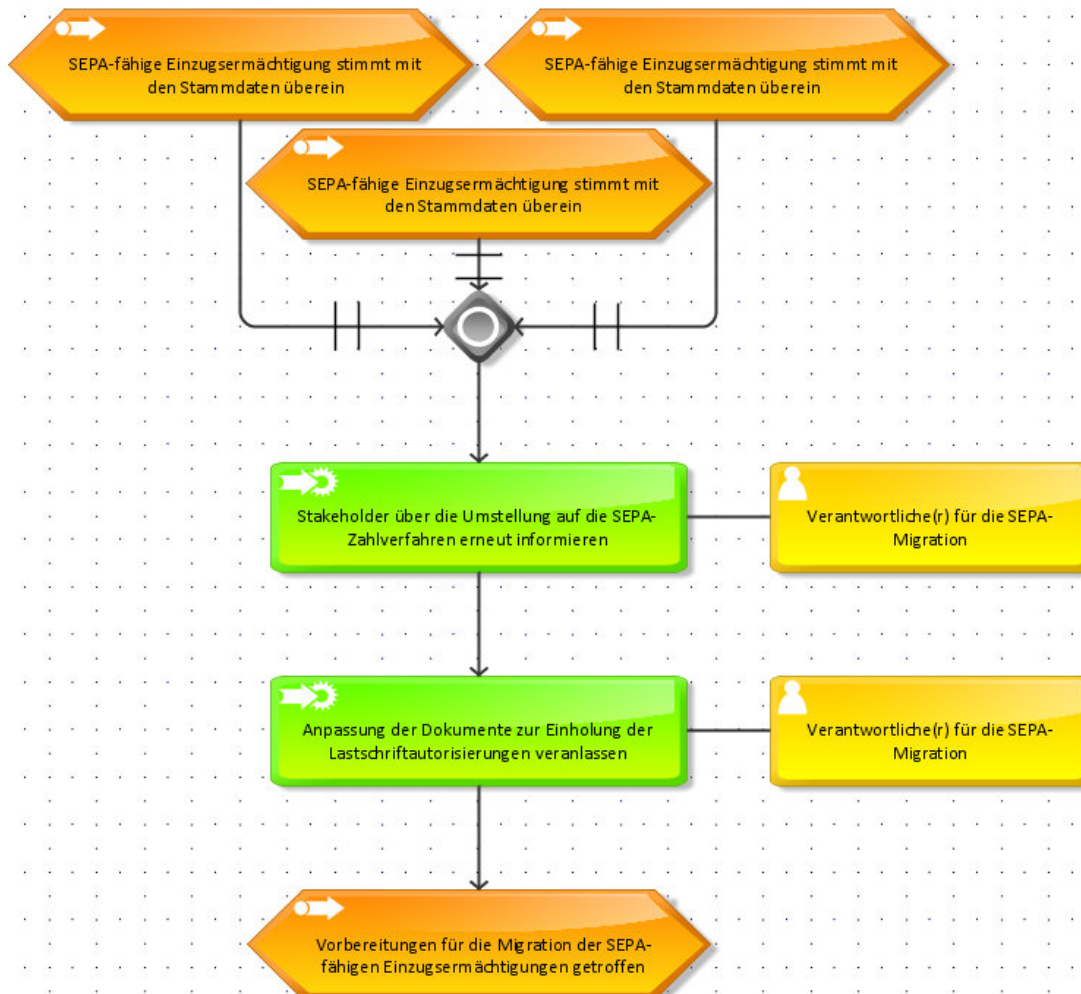 SEPA-fähige Einzugsermächtigung stimmt mit
den Stammdaten überein
SEPA-fähige Einzugsermächtigung stimmt mit
den Stammdaten überein
SEPA-fähige Einzugsermächtigung stimmt mit
den Stammdaten überein
Stakeholder über die Umstellung auf die SEPA-
Zahlverfahren erneut informieren
Verantwortliche(r) für die SEPA-
Migration
Anpassung der Dokumente zur Einholung der
Lastschriftautorisierungen veranlassen
Verantwortliche(r) für die SEPA-
Migration
Vorbereitungen für die Migration der SEPA-
fähigen Einzugsermächtigungen getroffen